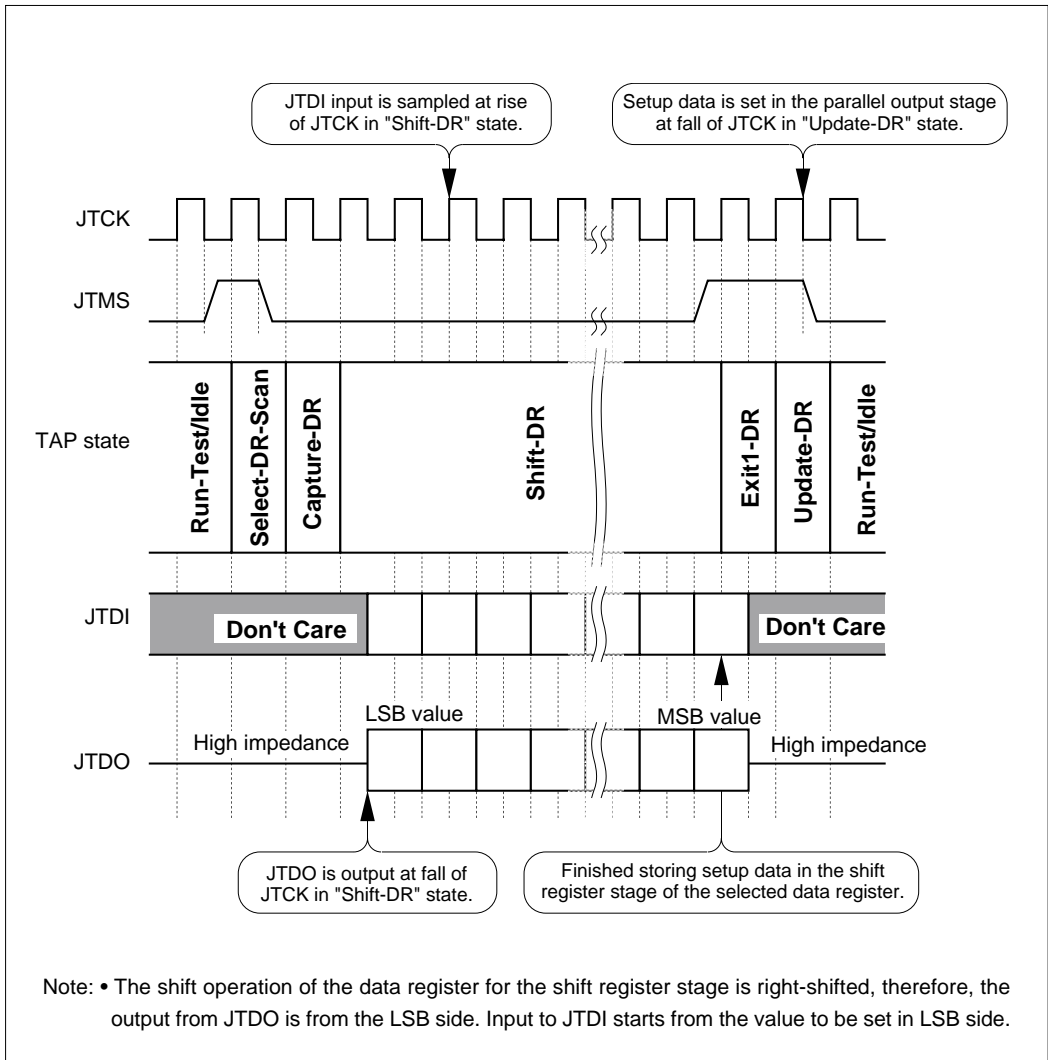 JTDI input is sampled at rise
of JTCK in "Shift-DR" state.
Setup data is set in the parallel output stage
at fall of JTCK in "Update-DR" state.
JTCK
JTMS
TAP state
Run-Test/Idle
Select-DR-Scan
Capture-DR
Shift-DR
Exit1-DR
Update-DR
Run-Test/Idle
JTDI
Don't Care
Don't Care
LSB value
MSB value
High impedance
High impedance
JTDO
JTDO is output at fall of
JTCK in "Shift-DR" state.
Finished storing setup data in the shift
register stage of the selected data register.
Note: • The shift operation of the data register for the shift register stage is right-shifted, therefore, the
output from JTDO is from the LSB side. Input to JTDI starts from the value to be set in LSB side.